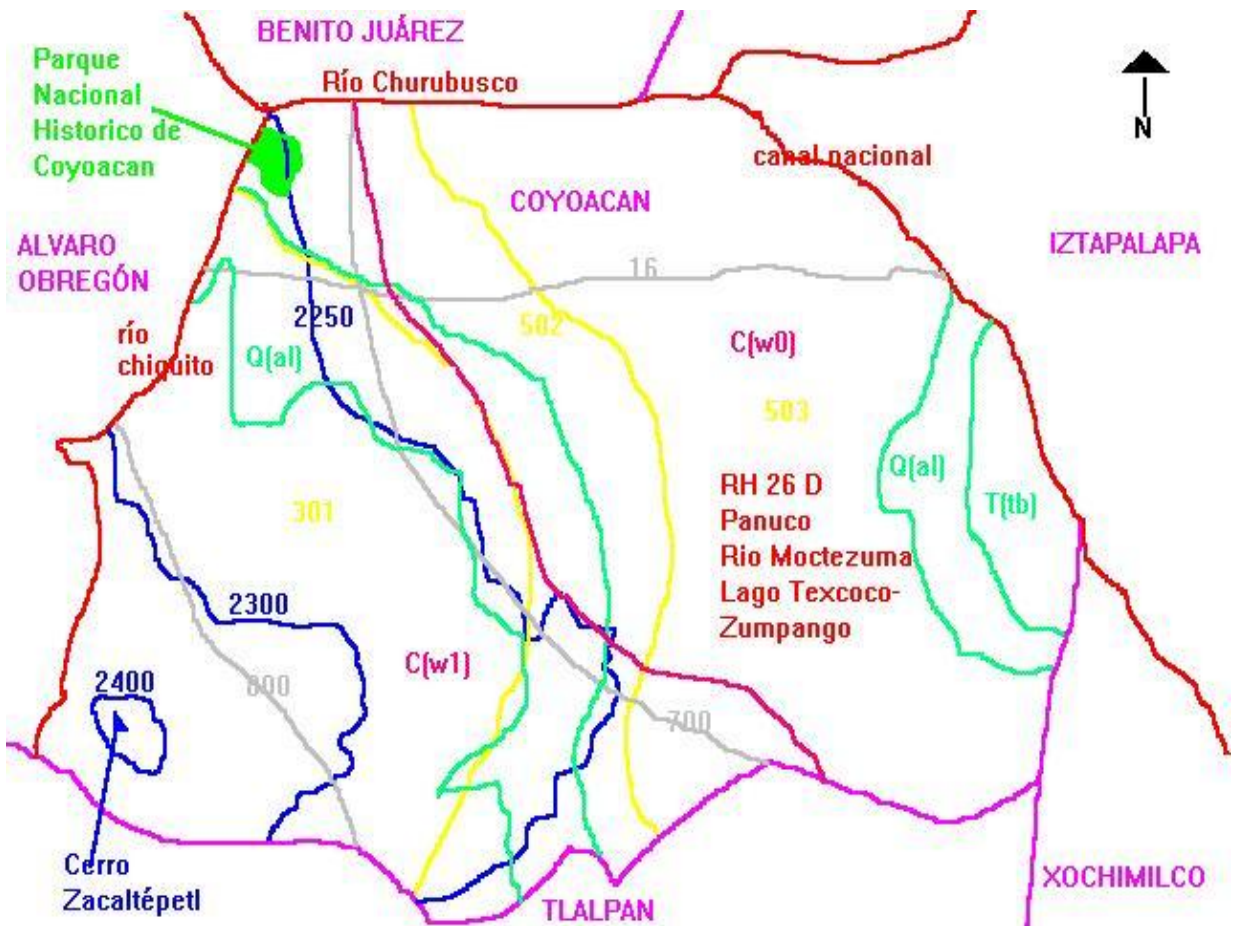 BENITO JUÁREZ
Parque
Nacional
Historico de
Coyoacan
Río Churubusco
N
canal nacional
COYOACAN
ALVARO
OBREGÓN
IZTAPALAPA
16
2250
502
río
chiquito
Q(al)
C(w0)
503
Q(al)
RH 26 D
Panuco
Rio Moctezuma
Lago Texcoco-
Zumpango
T(tb)
301
2300
C(w1)
2400
800
700
Cerro
Zacaltépetl
TLALPAN
XOCHIMILCO